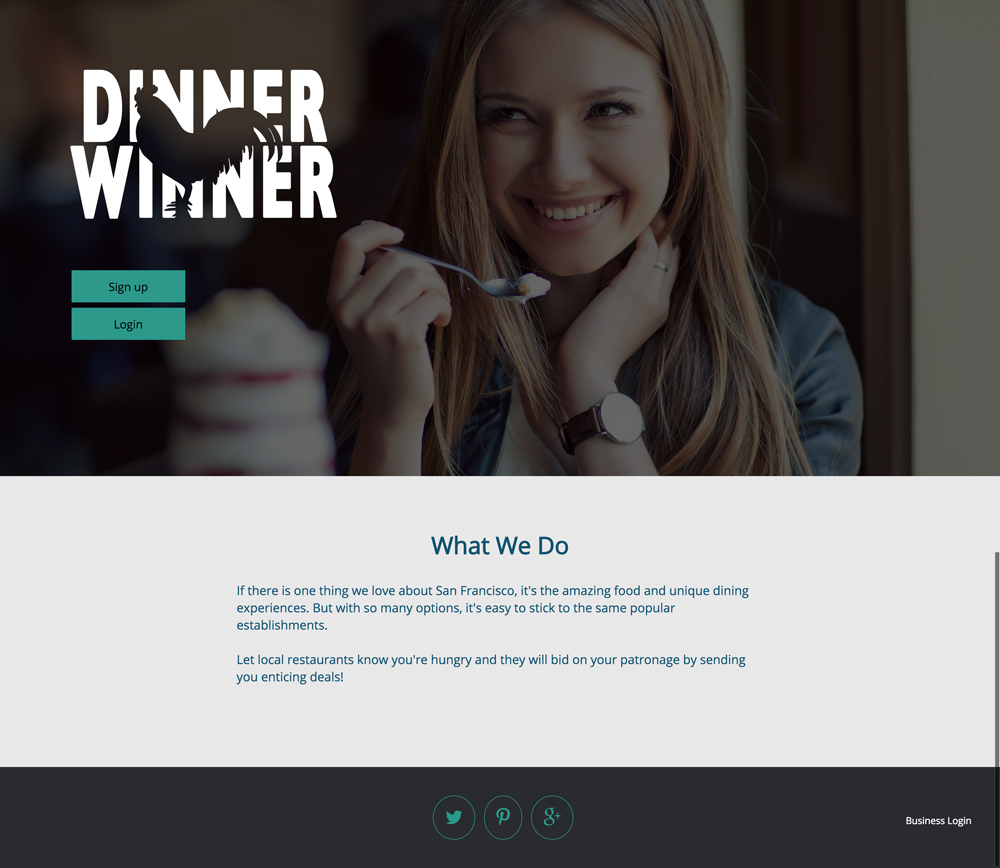 DINNER
WINNER
Sign up
Login
What We Do
If there is one thing we love about San Francisco, it's the amazing food and unique dining
experiences. But with so many options, it's easy to stick to the same popular
establishments.
Let local restaurants know you're hungry and they will bid on your patronage by sending
you enticing deals!
g+
Business Login